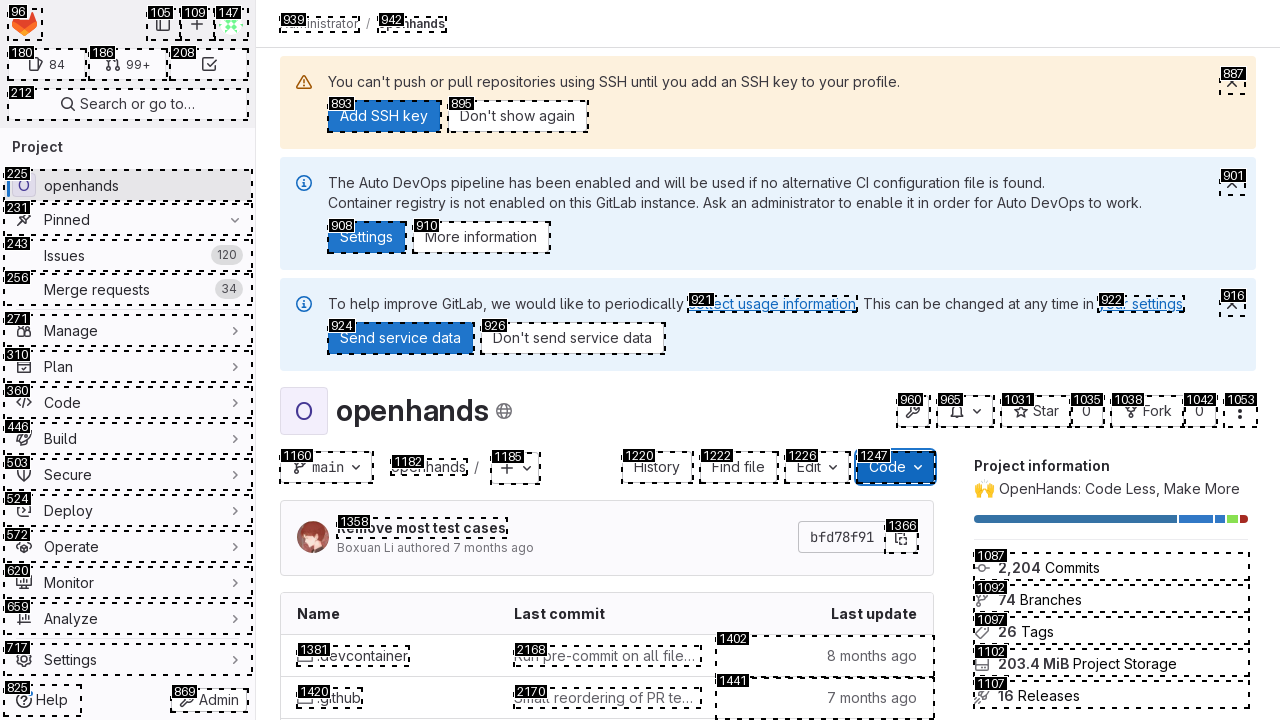 96
105
109
147
180
84
186
99+
208
212
Search or go to…
Project
225
O
openhands
231
Pinned
243
Issues
120
256
Merge requests
34
271
Manage
310
Plan
360
Code
446
Build
503
Secure
524
Deploy
572
Operate
620
Monitor
659
Analyze
717
Settings
825
Help
869
Admin
939
Administrator
/
942
openhands
887
You can't push or pull repositories using SSH until you add an SSH key to your profile.
893
Add SSH key
895
Don't show again
901
The Auto DevOps pipeline has been enabled and will be used if no alternative CI configuration file is found.
Container registry is not enabled on this GitLab instance. Ask an administrator to enable it in order for Auto DevOps to work.
908
Settings
910
More information
916
To help improve GitLab, we would like to periodically collect usage information. This can be changed at any time in your settings.
921
922
924
Send service data
926
Don't send service data
O
openhands
960
965
1031
Star
1035
0
1038
Fork
1042
0
1053
1160
main
1182
openhands
/
1185
1220
History
1222
Find file
1226
Edit
1247
Code
1358
Remove most test cases
Boxuan Li authored 7 months ago
bfd78f91
1366
Name
Last commit
Last update
1381
.devcontainer
2168
Run pre-commit on all file…
1402
8 months ago
1420
.github
2170
Small reordering of PR te…
1441
7 months ago
Project information
🙌 OpenHands: Code Less, Make More
1087
2,204 Commits
1092
74 Branches
1097
26 Tags
1102
203.4 MiB Project Storage
1107
16 Releases